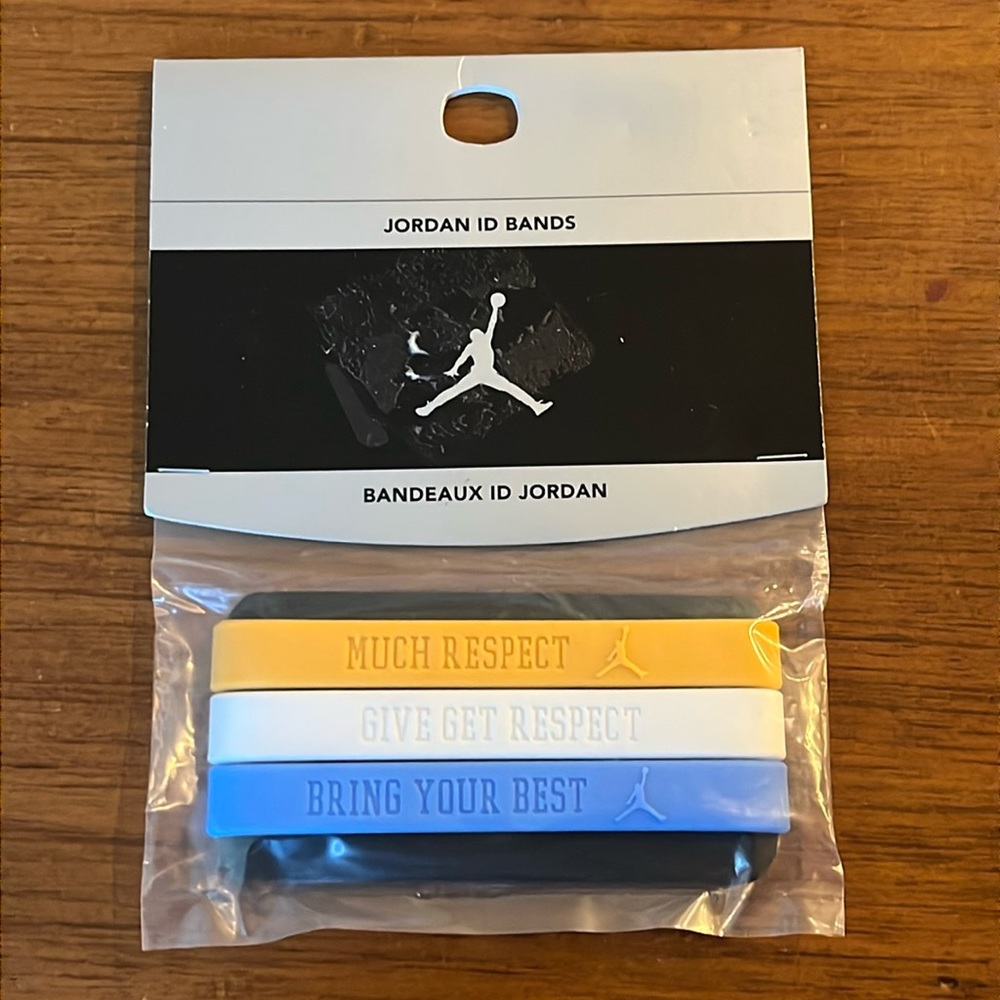 JORDAN ID BANDS
BANDEAUX ID JORDAN
MUCH RESPECT
GIVE GET RESPECT
BRING YOUR BEST